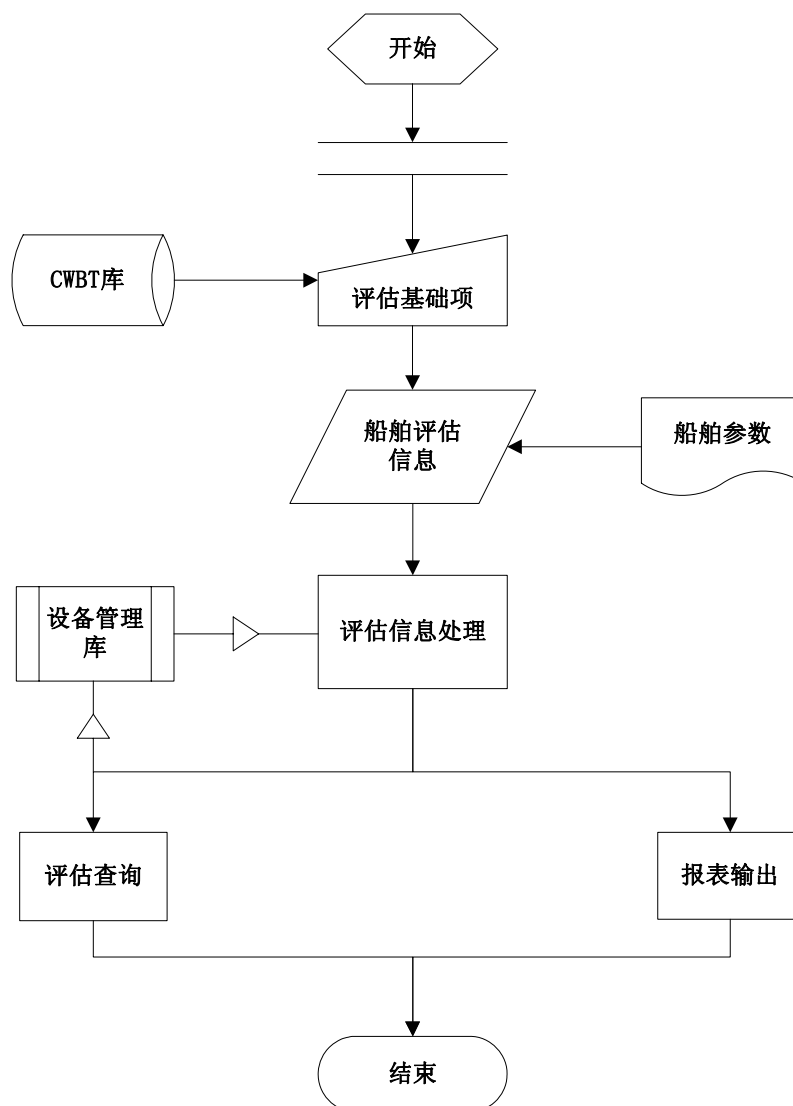 开始
CWBT库
评估基础项
船舶评估
信息
船舶参数
设备管理
库
评估信息处理
评估查询
报表输出
结束